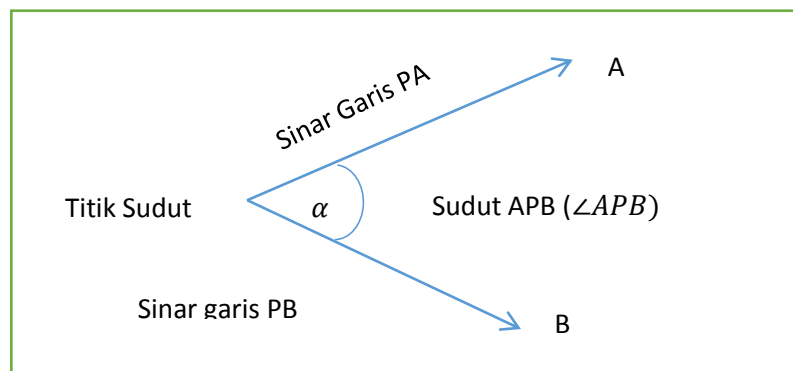 A
Sinar Garis PA
Titik Sudut
α
Sudut APB (∠APB)
Sinar garis PB
B